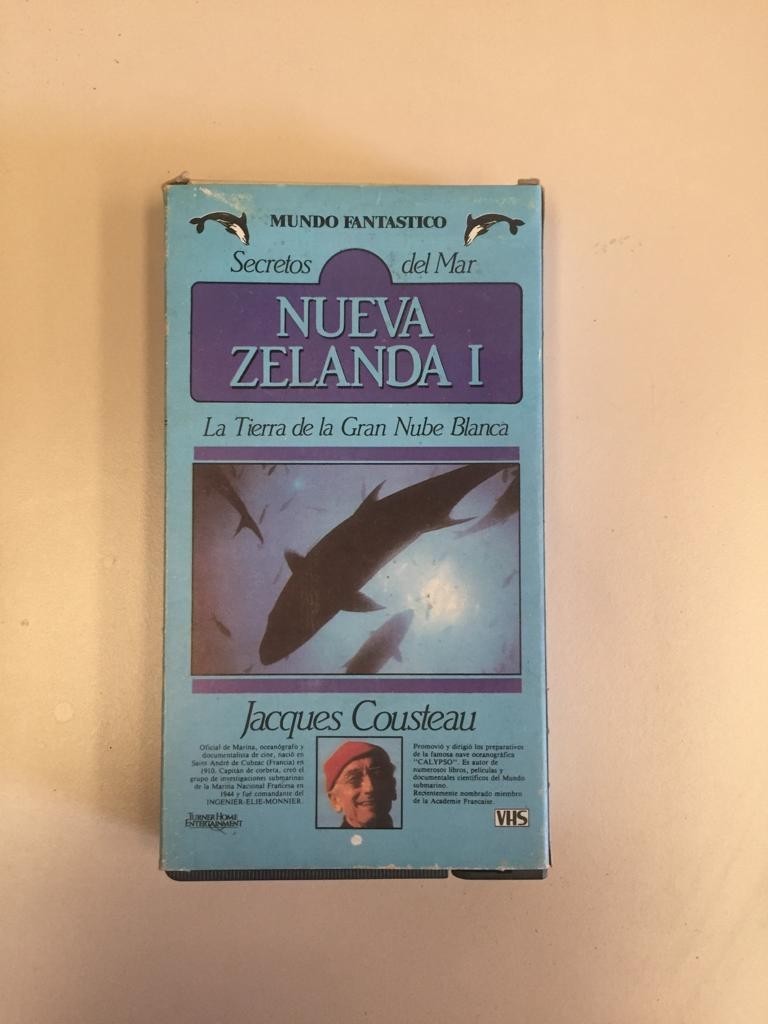 MUNDO FANTASTICO
Secretos del Mar
NUEVA
ZELANDA I
La Tierra de la Gran Nube Blanca
Jacques Cousteau
Oficial de Marina, oceanógrafo y
documentalista de cine, nació en
Saint André de Cubzac (Francia) en
1910. Capitán de corbeta, creó el
grupo de investigaciones submarinas
de la Marina Nacional Francesa en
1944 y fué comandante del
INGENIER-ELIE-MONNIER.
Promovió y dirigió los preparativos
de la famosa nave oceanográfica
"CALYPSO". Es autor de
numerosos libros, películas y
documentales científicos del Mundo
submarino.
Recientemente nombrado miembro
de la Academie Francaise.
TURNER HOME
ENTERTAINMENT
VHS